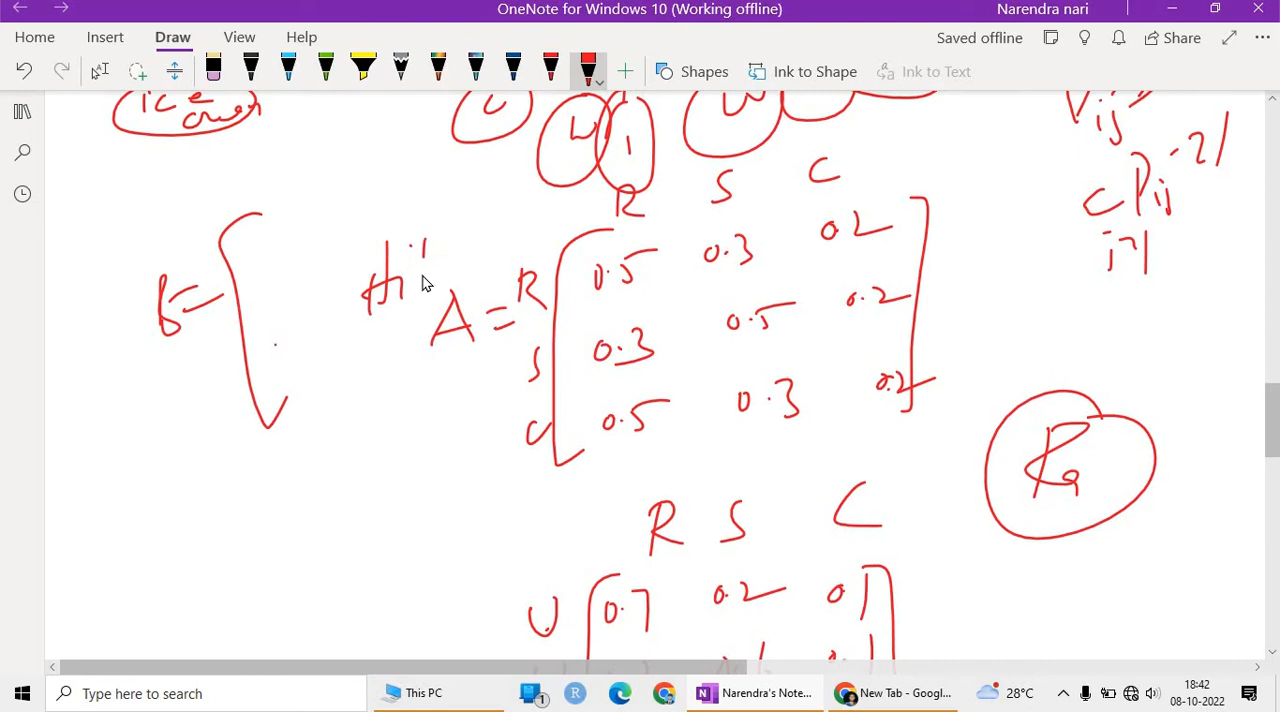 OneNote for Windows 10 (Working offline)
Narendra nari
Home Insert Draw View Help
Saved offline
Share
Shapes
Ink to Shape
Ink to Text
ice
R S C
A = R 0.5 0.3 0.2
S 0.3 0.5 0.2
C 0.5 0.3 0.2
B =
R S C
U 0.7 0.2 0.1
Type here to search
This PC
1
Narendra's Note...
New Tab - Googl...
28°C
18:42
08-10-2022